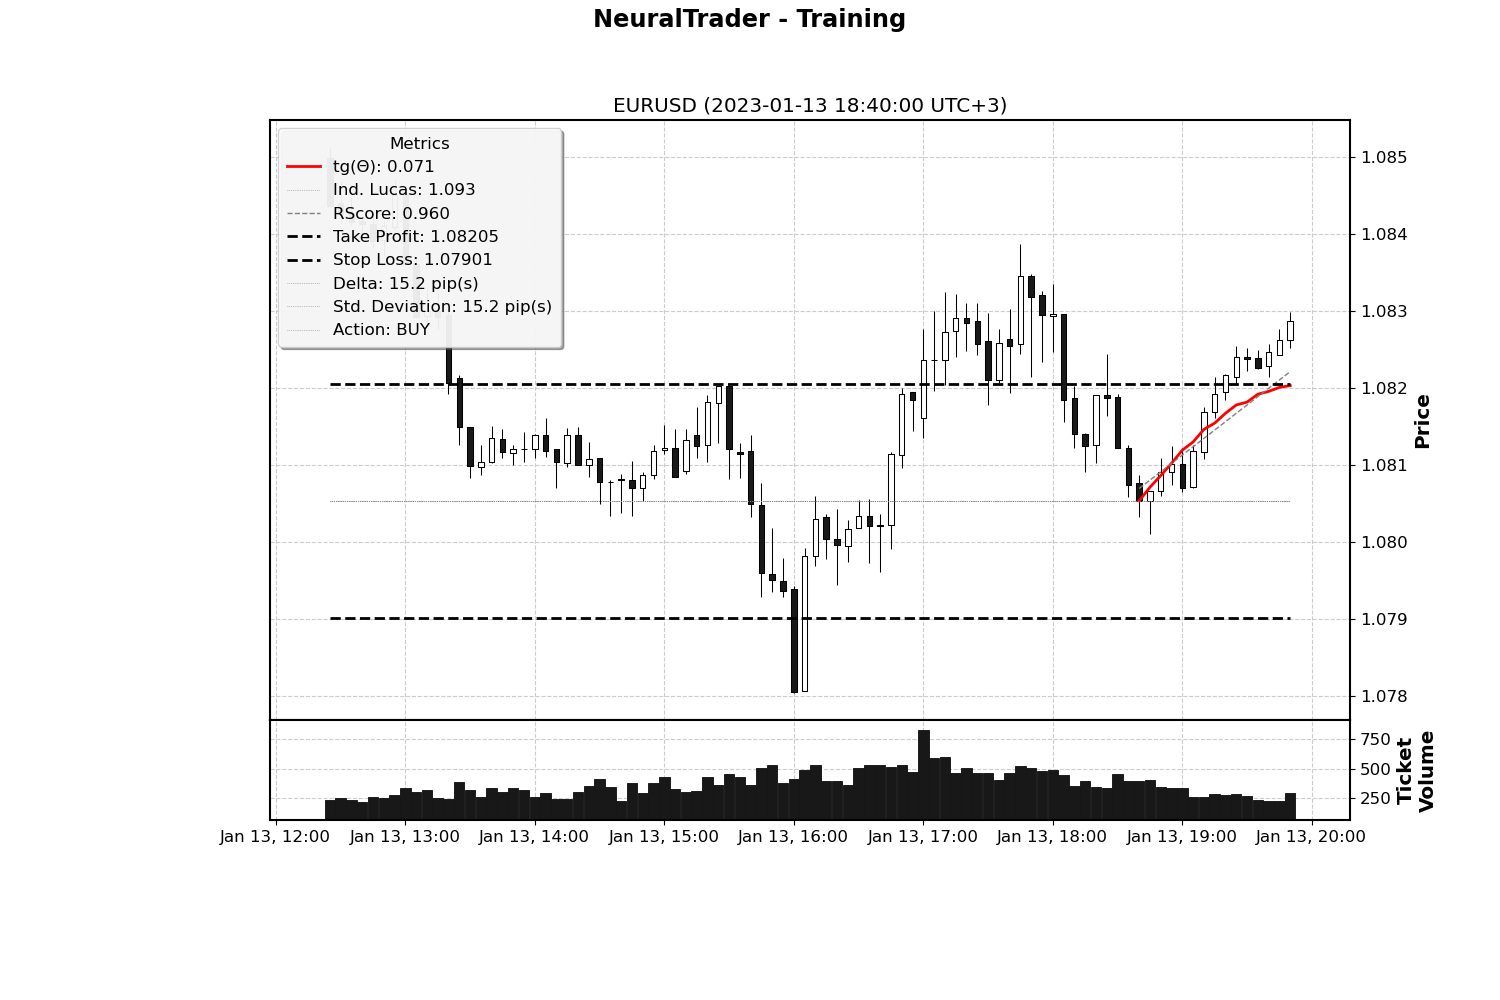 NeuralTrader - Training
EURUSD (2023-01-13 18:40:00 UTC+3)
Metrics
tg(Θ): 0.071
Ind. Lucas: 1.093
RScore: 0.960
Take Profit: 1.08205
Stop Loss: 1.07901
Delta: 15.2 pip(s)
Std. Deviation: 15.2 pip(s)
Action: BUY
1.085
1.084
1.083
1.082
1.081
1.080
1.079
1.078
Price
750
500
250
Ticket
Volume
Jan 13, 12:00
Jan 13, 13:00
Jan 13, 14:00
Jan 13, 15:00
Jan 13, 16:00
Jan 13, 17:00
Jan 13, 18:00
Jan 13, 19:00
Jan 13, 20:00